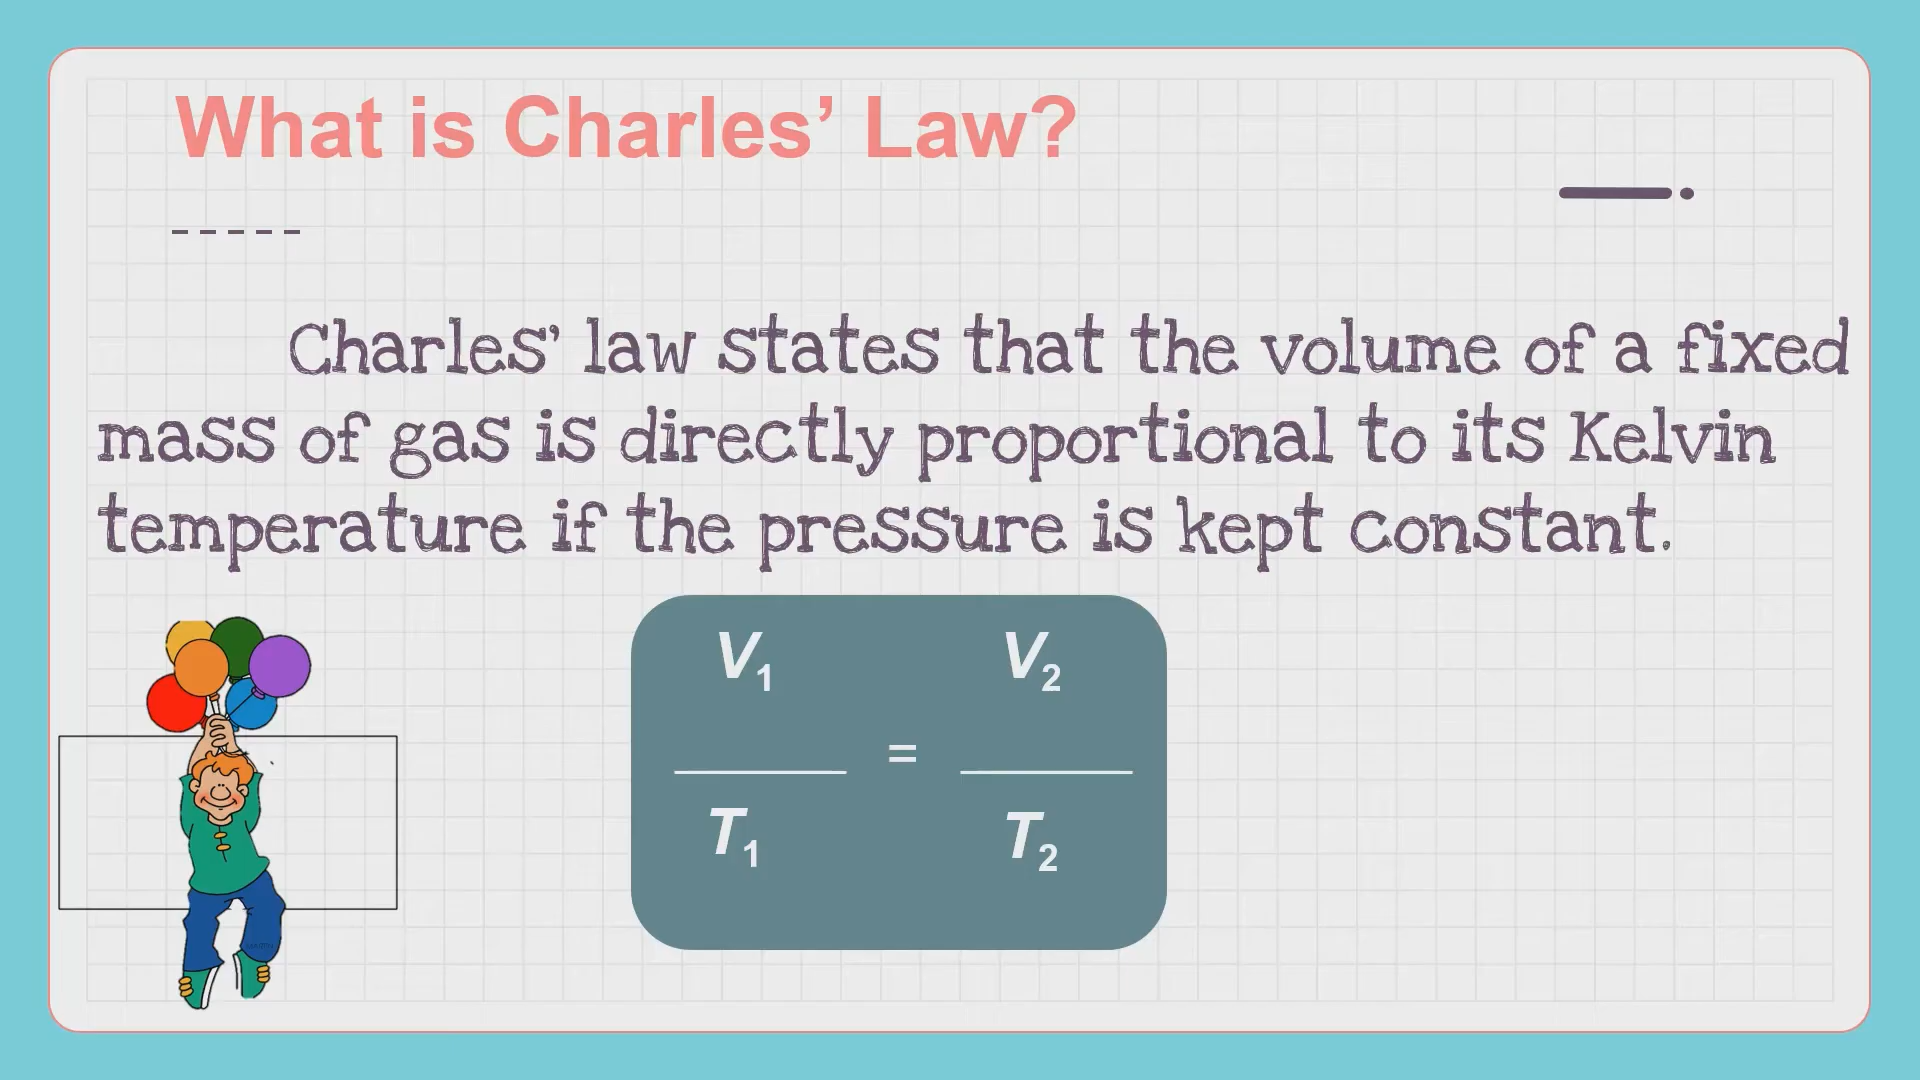 What is Charles’ Law?
Charles’ law states that the volume of a fixed
mass of gas is directly proportional to its Kelvin
temperature if the pressure is kept constant.
V₁ V₂
=
T₁ T₂